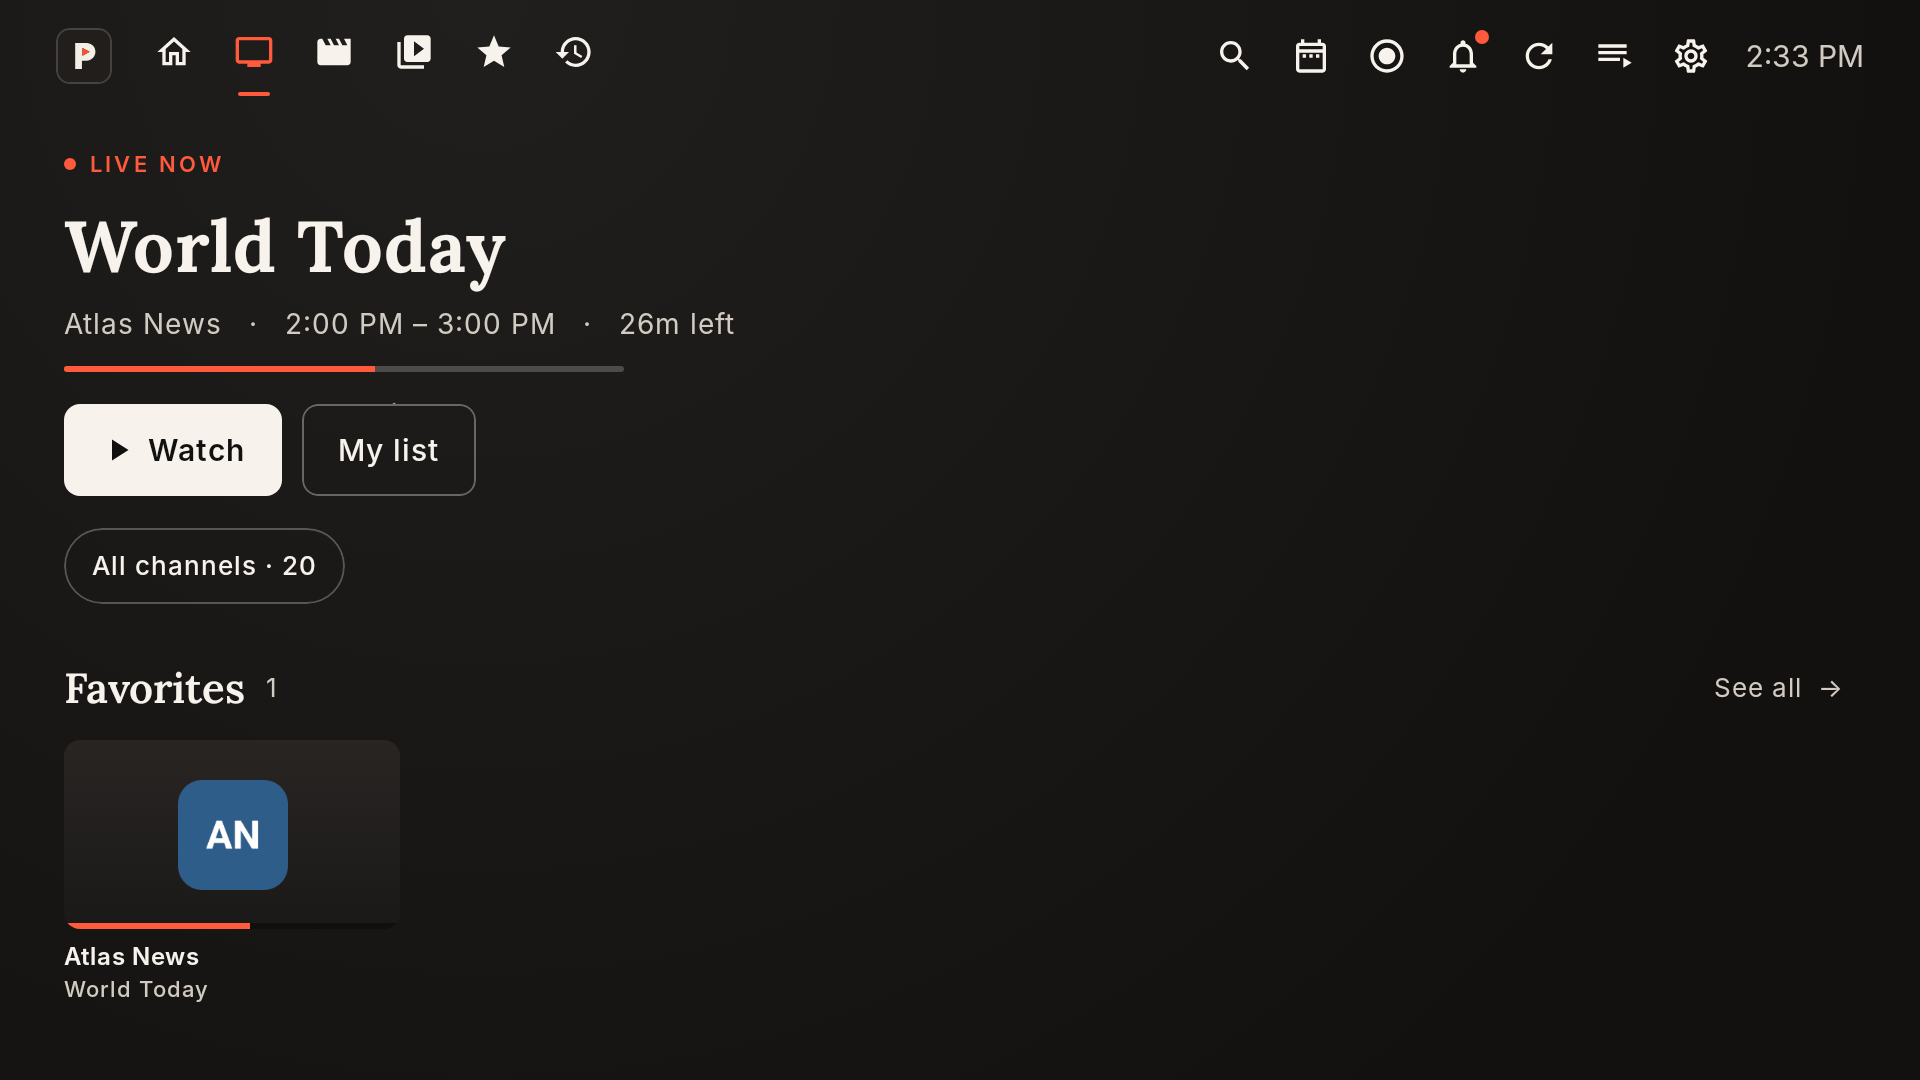 P
2:33 PM
LIVE NOW
World Today
Atlas News · 2:00 PM – 3:00 PM · 26m left
Watch
My list
All channels · 20
Favorites 1
See all →
AN
Atlas News
World Today